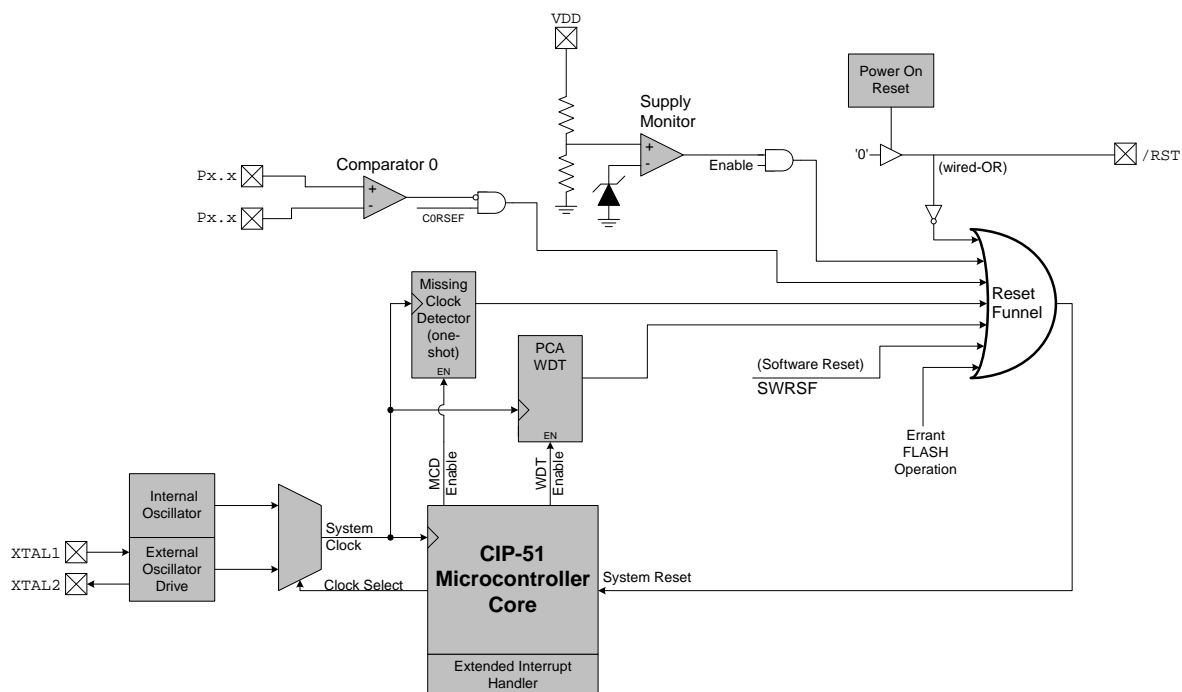 VDD
Power On
Reset
Supply
Monitor
+
-
Enable
'0'
(wired-OR)
/RST
Comparator 0
Px.x
Px.x
+
-
C0RSEF
Missing
Clock
Detector
(one-
shot)
EN
PCA
WDT
EN
Reset
Funnel
(Software Reset)
SWRSF
Errant
FLASH
Operation
MCD
Enable
WDT
Enable
Internal
Oscillator
External
Oscillator
Drive
XTAL1
XTAL2
System
Clock
Clock Select
CIP-51
Microcontroller
Core
System Reset
Extended Interrupt
Handler